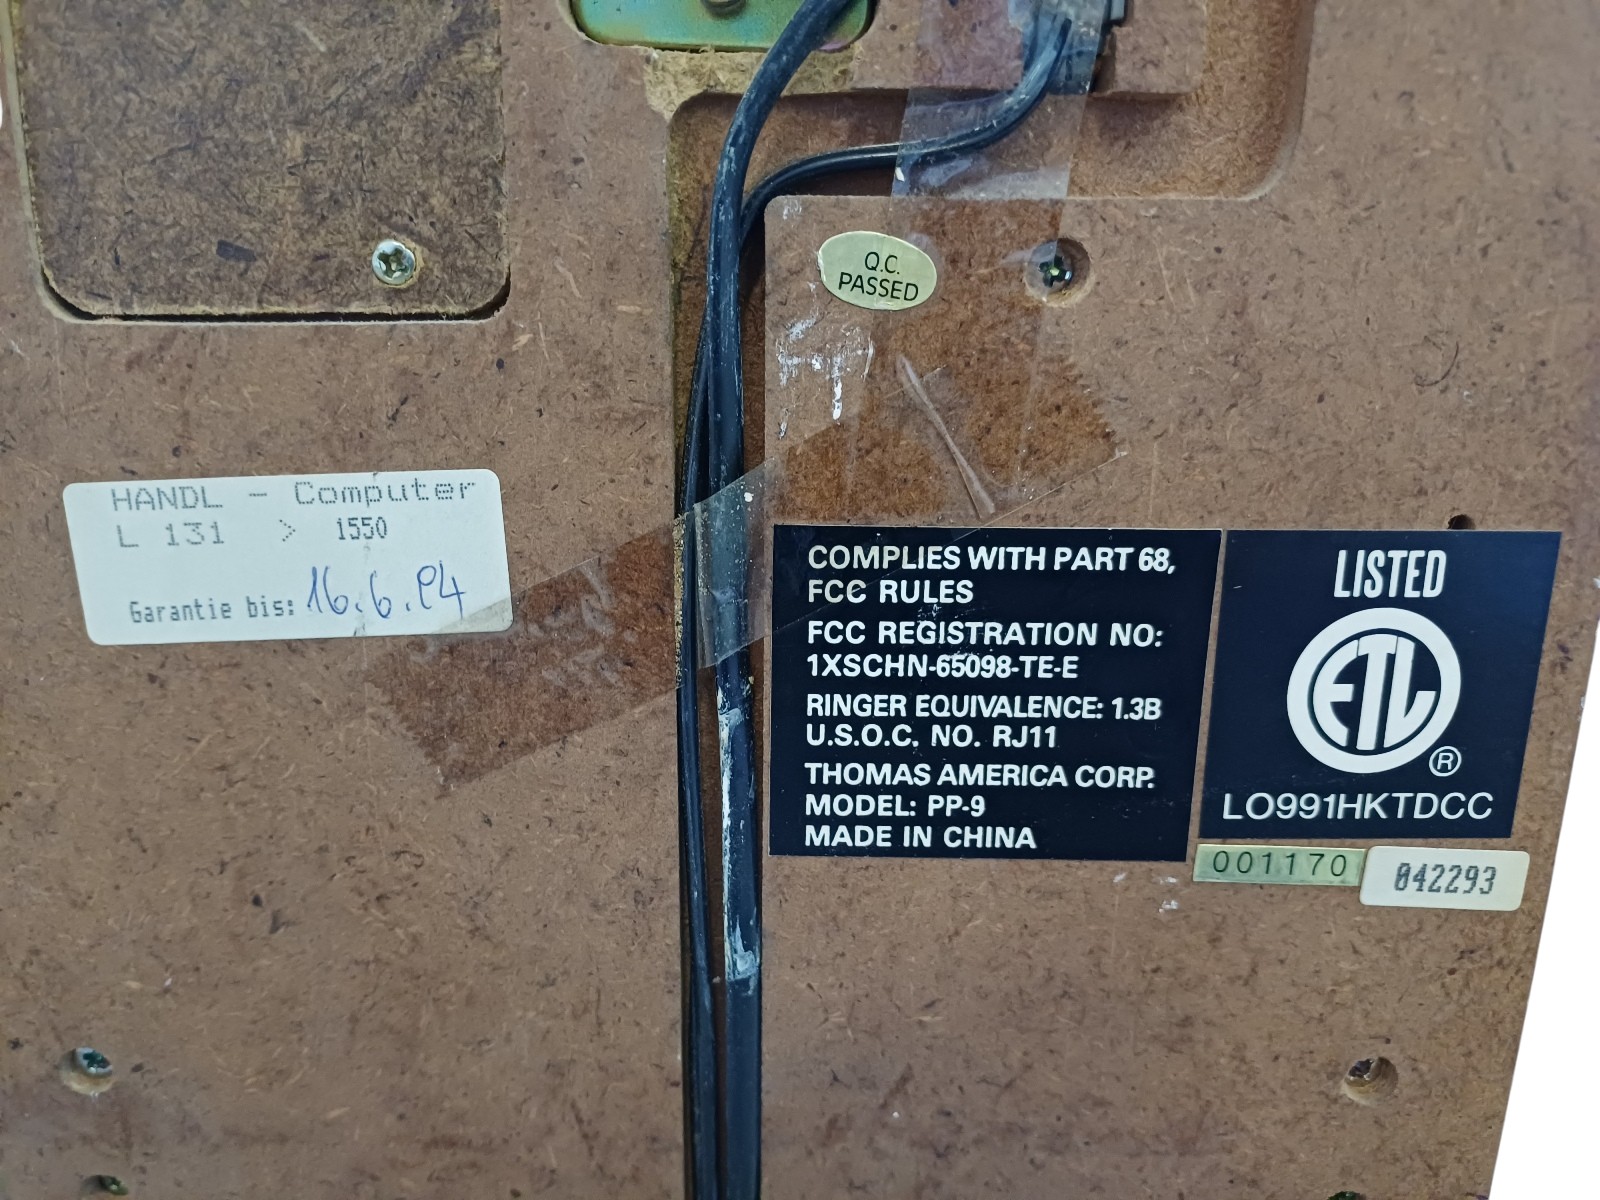 Q.C.
PASSED
HANDL - Computer
L 131 > 1550
Garantie bis: 16.6.94
COMPLIES WITH PART 68,
FCC RULES
FCC REGISTRATION NO:
1XSCHN-65098-TE-E
RINGER EQUIVALENCE: 1.3B
U.S.O.C. NO. RJ11
THOMAS AMERICA CORP.
MODEL: PP-9
MADE IN CHINA
LISTED
ETL
®
LO991HKTDCC
001170
042293